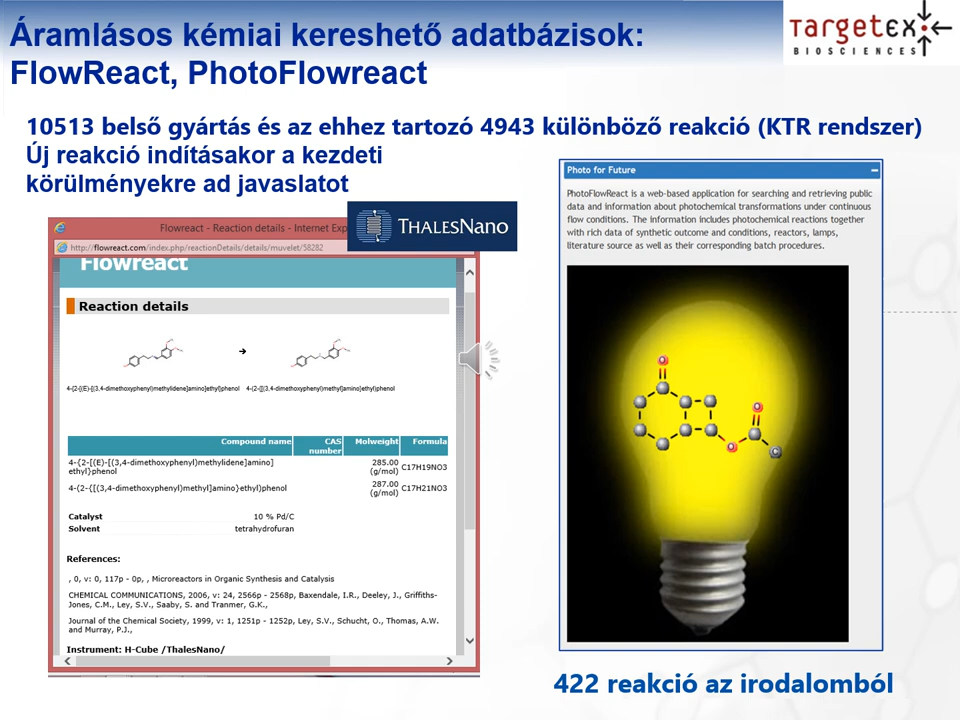 Áramlásos kémiai kereshető adatbázisok:
FlowReact, PhotoFlowreact
TARGETEX
BIOSCIENCES
10513 belső gyártás és az ehhez tartozó 4943 különböző reakció (KTR rendszer)
Új reakció indításakor a kezdeti
körülményekre ad javaslatot
THALESNANO
Flowreact - Reaction details - Internet Exp
http://flowreact.com/index.php/reactionDetails/details/muvelet/58282
Flowreact
Reaction details
4-{2-[(E)-[(3,4-dimethoxyphenyl)methylidene]amino]ethyl}phenol
4-(2-{[(3,4-dimethoxyphenyl)methyl]amino}ethyl)phenol
Compound name CAS number Molweight Formula
4-{2-[(E)-[(3,4-dimethoxyphenyl)methylidene]amino]
ethyl}phenol
285.00
(g/mol) C17H19NO3
4-(2-{[(3,4-dimethoxyphenyl)methyl]amino}ethyl)phenol
287.00
(g/mol) C17H21NO3
Catalyst 10 % Pd/C
Solvent tetrahydrofuran
References:
, 0, v: 0, 117p - 0p, , Microreactors in Organic Synthesis and Catalysis
CHEMICAL COMMUNICATIONS, 2006, v: 24, 2566p - 2568p, Baxendale, I.R., Deeley, J., Griffiths-
Jones, C.M., Ley, S.V., Saaby, S. and Tranmer, G.K.,
Journal of the Chemical Society, 1999, v: 1, 1251p - 1252p, Ley, S.V., Schucht, O., Thomas, A.W.
and Murray, P.J.,
Instrument: H-Cube /ThalesNano/
Photo for Future
PhotoFlowReact is a web-based application for searching and retrieving public
data and information about photochemical transformations under continuous
flow conditions. The information includes photochemical reactions together
with rich data of synthetic outcome and conditions, reactors, lamps,
literature source as well as their corresponding batch procedures.
O
O
O
C
422 reakció az irodalomból